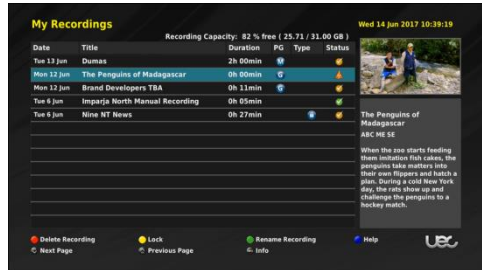 My Recordings
Wed 14 Jun 2017 10:39:19
Recording Capacity: 82 % free ( 25.71 / 31.00 GB )
Date Title Duration PG Type Status
Tue 13 Jun Dumas 2h 00min M
Mon 12 Jun The Penguins of Madagascar 0h 00min G
Mon 12 Jun Brand Developers TBA 0h 11min G
Tue 6 Jun Imparja North Manual Recording 0h 05min
Tue 6 Jun Nine NT News 0h 27min
The Penguins of
Madagascar
ABC ME SE
When the zoo starts feeding
them imitation fish cakes, the
penguins take matters into
their own flippers and hatch a
plan. During a cold New York
day, the rats show up and
challenge the penguins to a
hockey match.
Delete Recording Lock Rename Recording Help
Next Page Previous Page Info
UEC